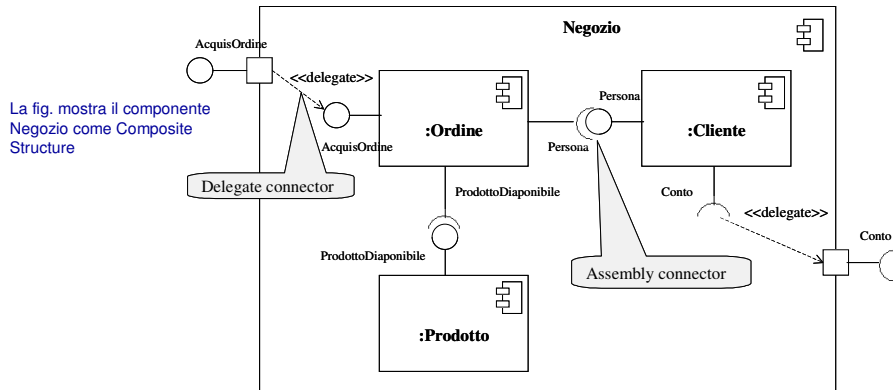 Negozio
AcquisOrdine
<<delegate>>
La fig. mostra il componente
Negozio come Composite
Structure
AcquisOrdine
:Ordine
Persona
Persona
:Cliente
Delegate connector
ProdottoDiaponibile
Conto
<<delegate>>
Conto
ProdottoDiaponibile
Assembly connector
:Prodotto